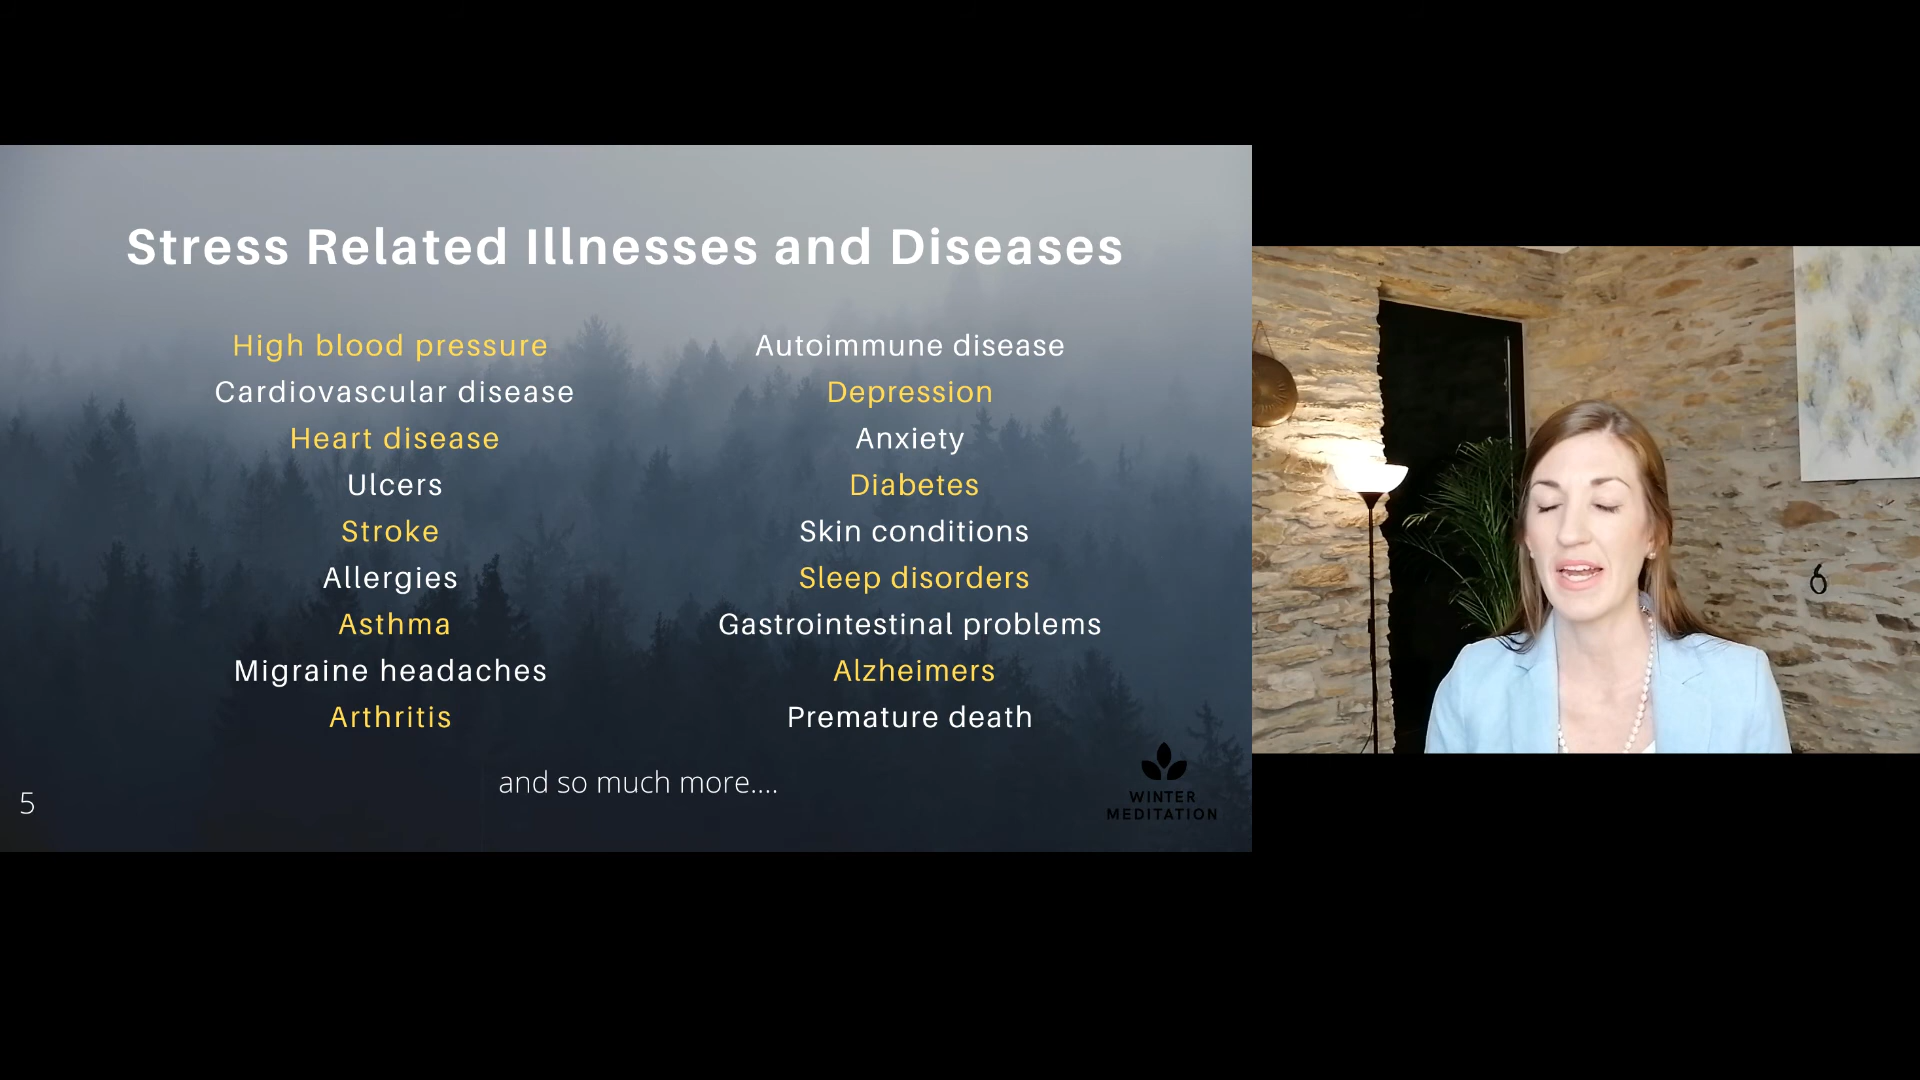 Stress Related Illnesses and Diseases
High blood pressure
Cardiovascular disease
Heart disease
Ulcers
Stroke
Allergies
Asthma
Migraine headaches
Arthritis
Autoimmune disease
Depression
Anxiety
Diabetes
Skin conditions
Sleep disorders
Gastrointestinal problems
Alzheimers
Premature death
and so much more....
5
WINTER
MEDITATION